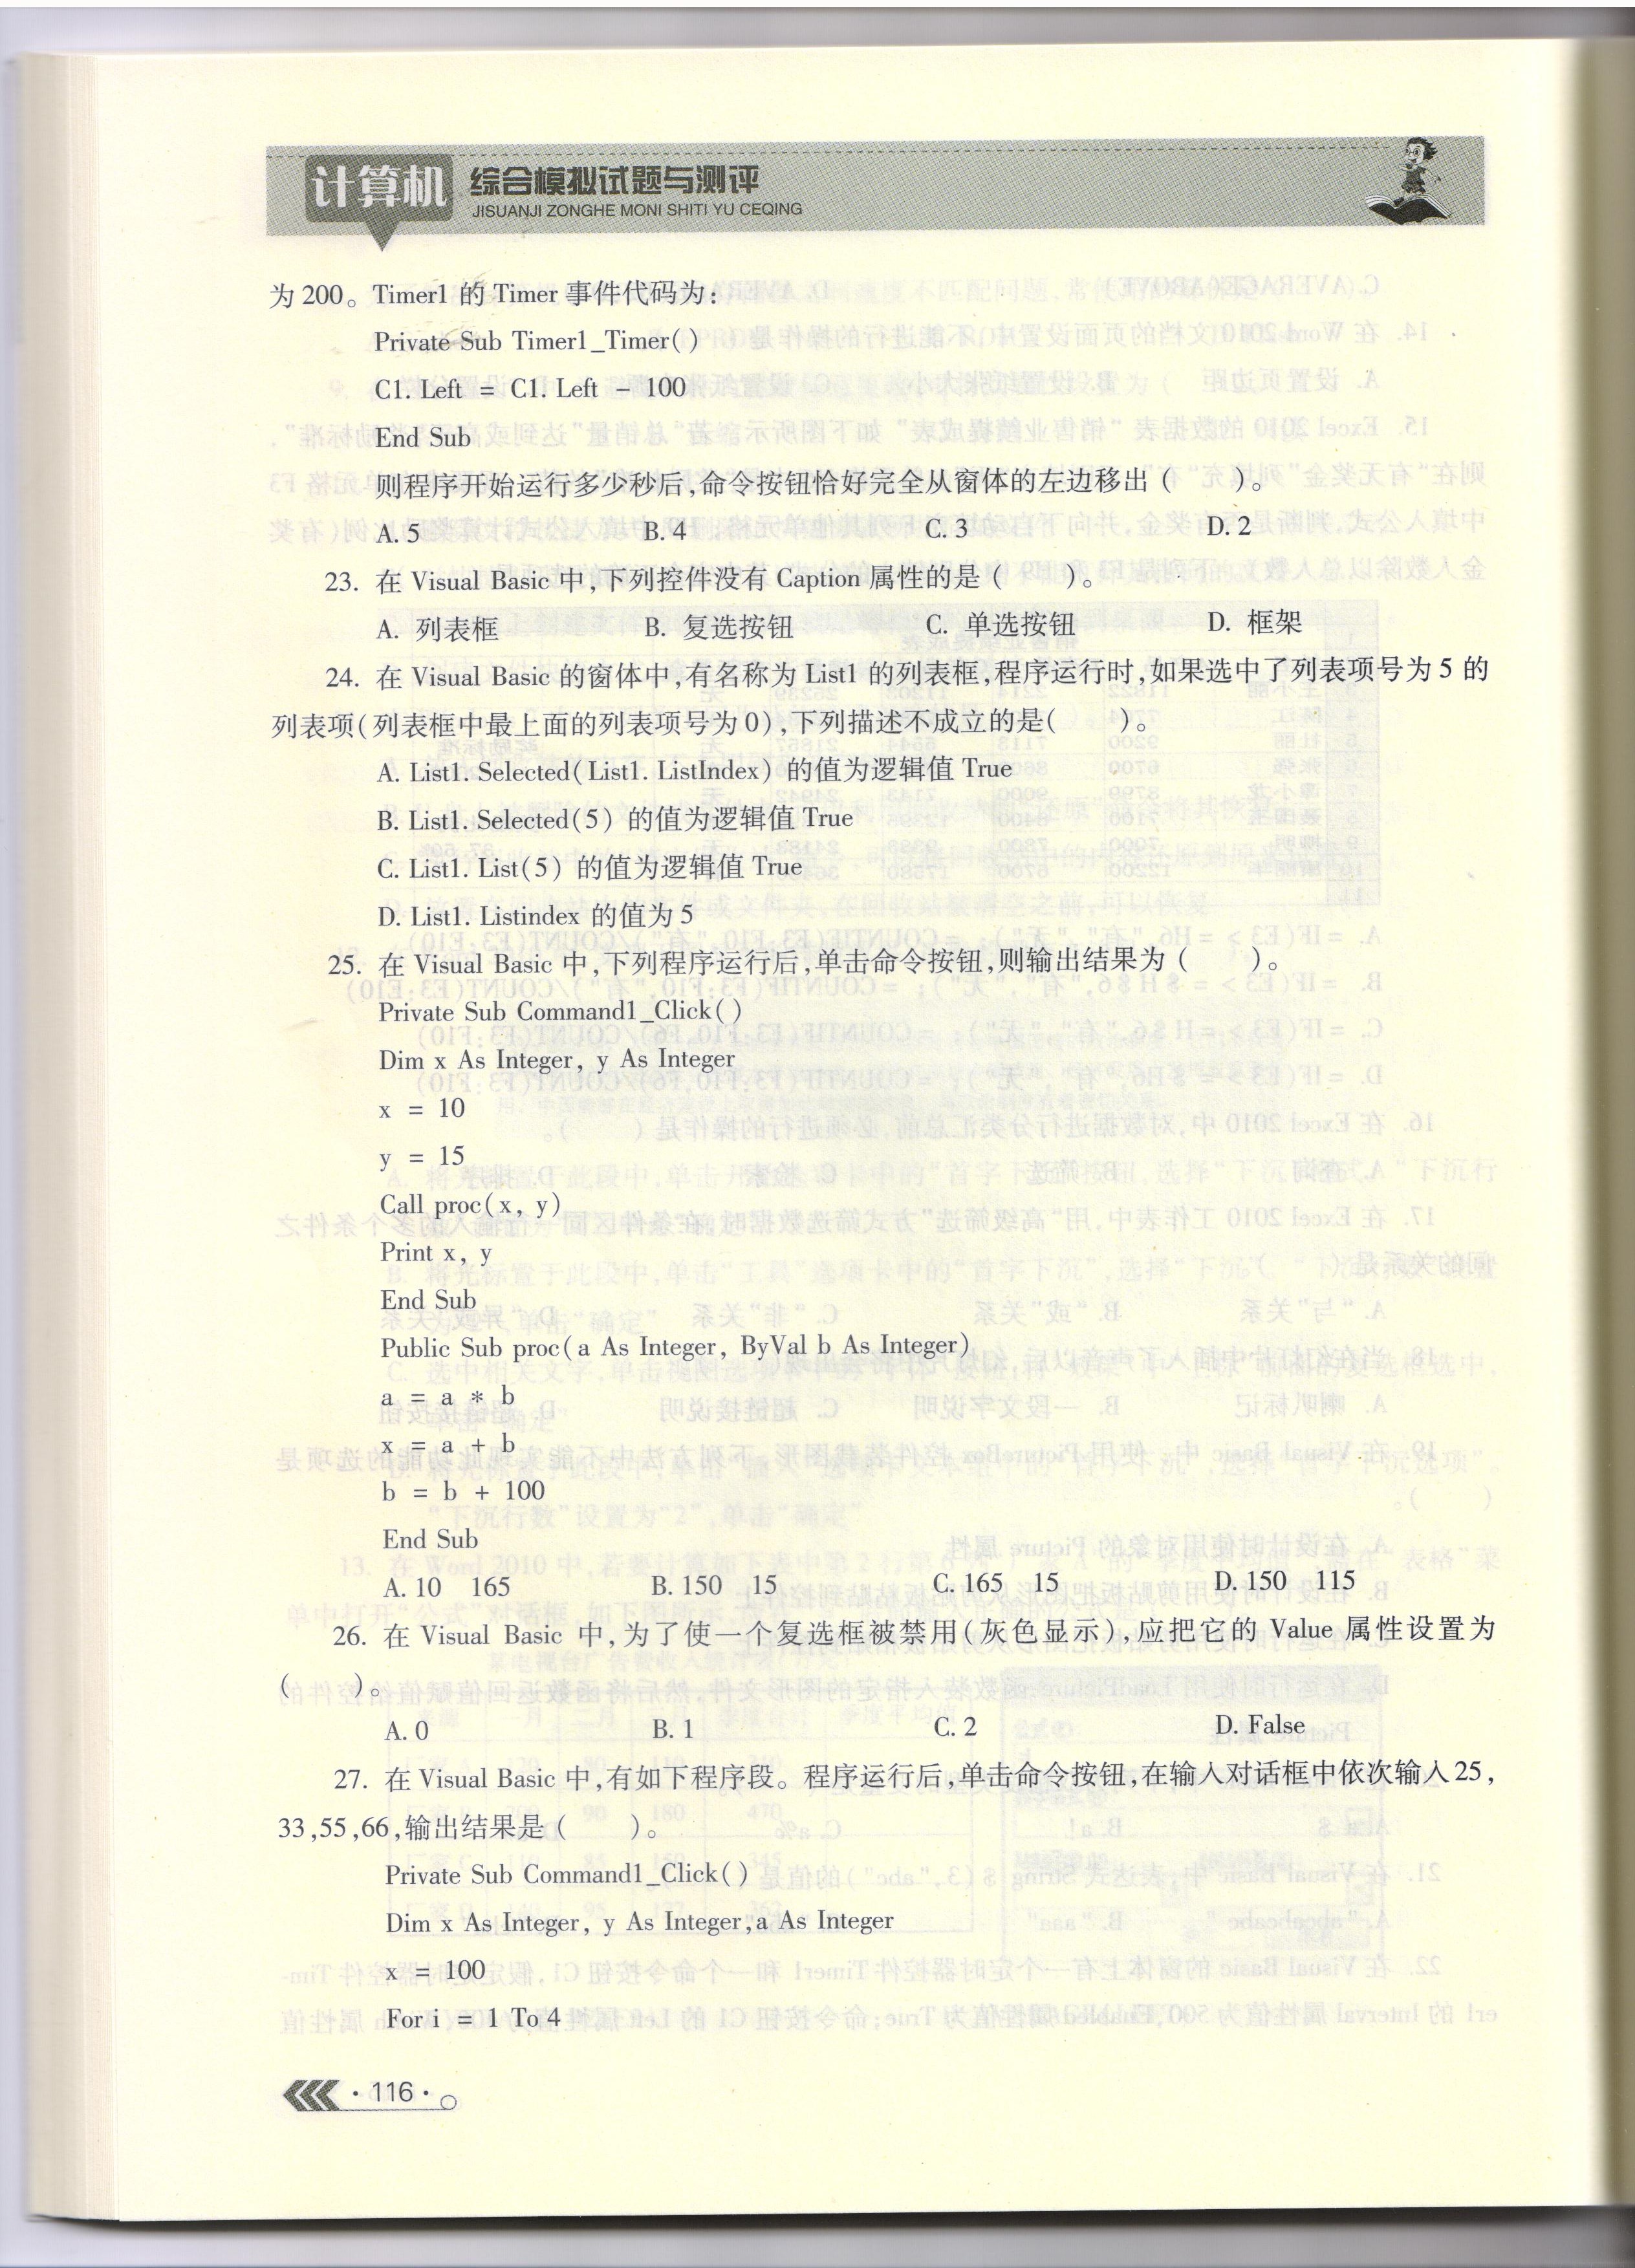 计算机 综合模拟试题与测评
JISUANJI ZONGHE MONI SHITI YU CEQING
为 200。Timer1 的 Timer 事件代码为:
Private Sub Timer1_Timer()
C1. Left = C1. Left - 100
End Sub
则程序开始运行多少秒后,命令按钮恰好完全从窗体的左边移出(    )。
A. 5    B. 4    C. 3    D. 2
23. 在 Visual Basic 中,下列控件没有 Caption 属性的是(    )。
A. 列表框    B. 复选按钮    C. 单选按钮    D. 框架
24. 在 Visual Basic 的窗体中,有名称为 List1 的列表框,程序运行时,如果选中了列表项号为 5 的
列表项(列表框中最上面的列表项号为 0),下列描述不成立的是(    )。
A. List1. Selected(List1. ListIndex) 的值为逻辑值 True
B. List1. Selected(5) 的值为逻辑值 True
C. List1. List(5) 的值为逻辑值 True
D. List1. Listindex 的值为 5
25. 在 Visual Basic 中,下列程序运行后,单击命令按钮,则输出结果为(    )。
Private Sub Command1_Click()
Dim x As Integer, y As Integer
x = 10
y = 15
Call proc(x, y)
Print x, y
End Sub
Public Sub proc(a As Integer, ByVal b As Integer)
a = a * b
x = a + b
b = b + 100
End Sub
A. 10  165    B. 150  15    C. 165  15    D. 150  115
26. 在 Visual Basic 中,为了使一个复选框被禁用(灰色显示),应把它的 Value 属性设置为
(    )。
A. 0    B. 1    C. 2    D. False
27. 在 Visual Basic 中,有如下程序段。程序运行后,单击命令按钮,在输入对话框中依次输入 25,
33,55,66,输出结果是(    )。
Private Sub Command1_Click()
Dim x As Integer, y As Integer,a As Integer
x = 100
For i = 1 To 4
·116·